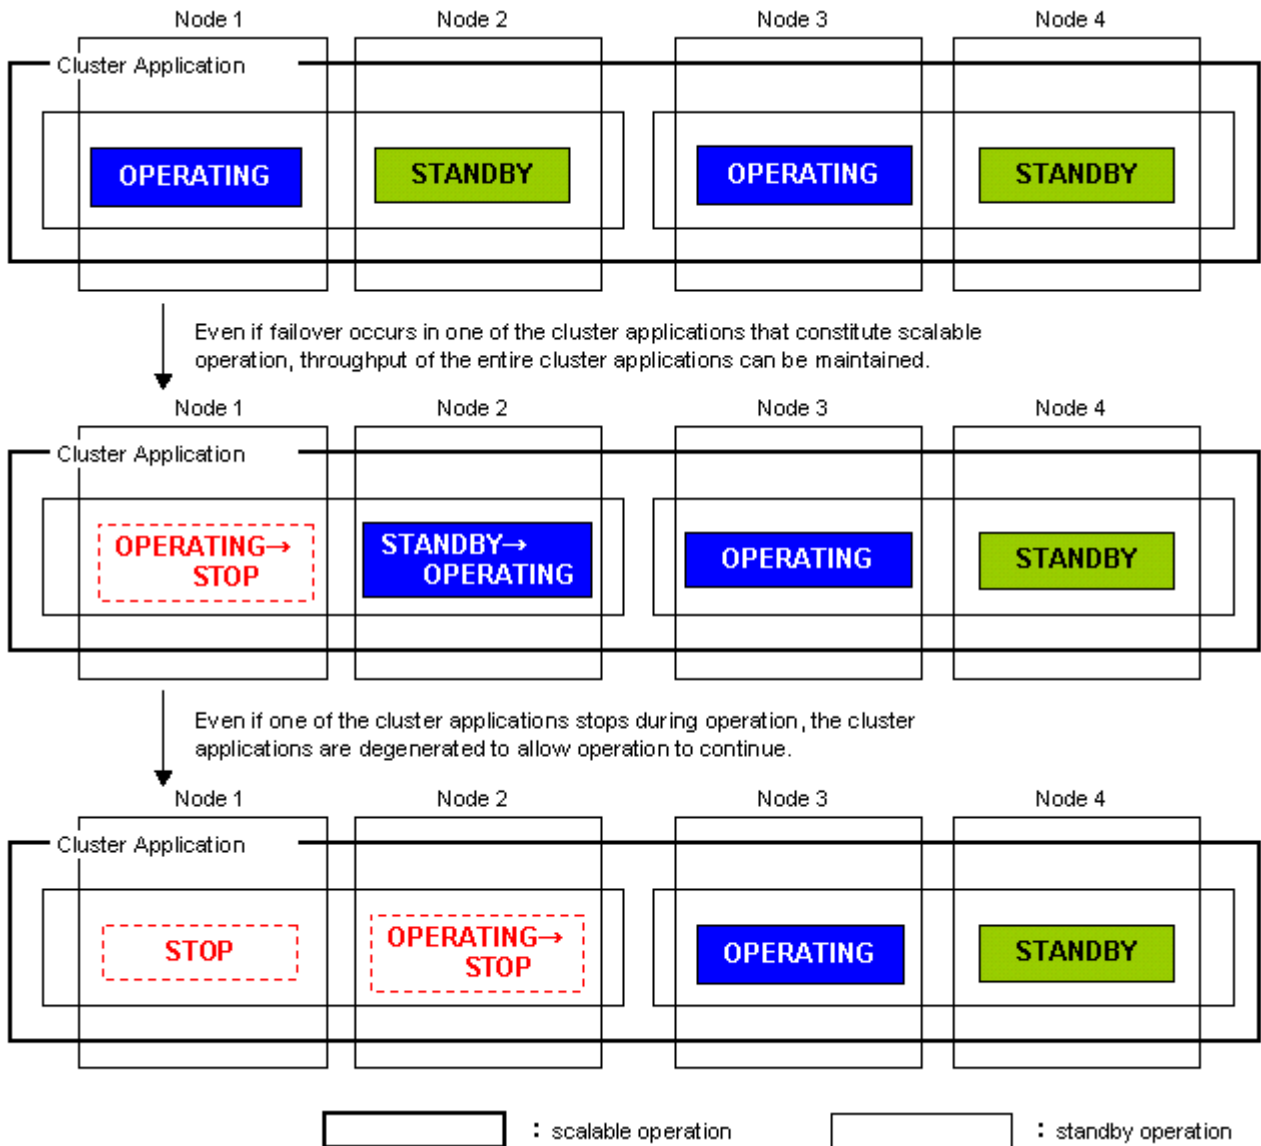 Node 1 Node 2 Node 3 Node 4
Cluster Application
OPERATING STANDBY OPERATING STANDBY
Even if failover occurs in one of the cluster applications that constitute scalable
operation, throughput of the entire cluster applications can be maintained.
Node 1 Node 2 Node 3 Node 4
Cluster Application
OPERATING→
STOP
STANDBY→
OPERATING
OPERATING
STANDBY
Even if one of the cluster applications stops during operation, the cluster
applications are degenerated to allow operation to continue.
Node 1 Node 2 Node 3 Node 4
Cluster Application
STOP
OPERATING→
STOP
OPERATING
STANDBY
: scalable operation : standby operation